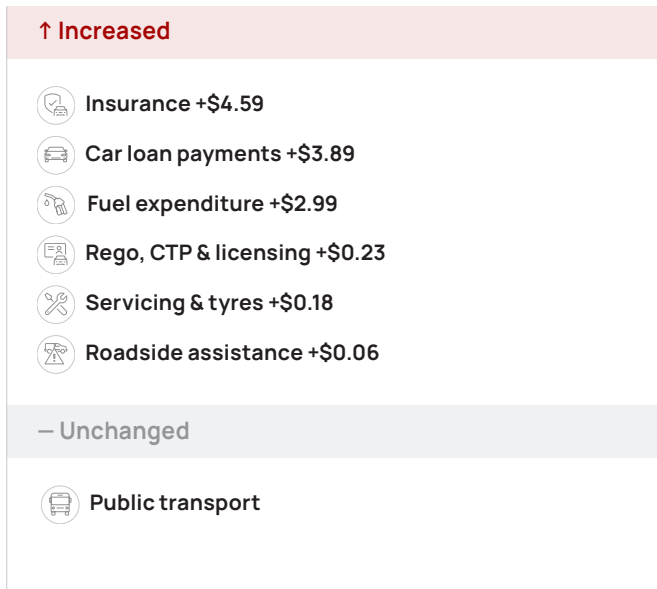 ↑ Increased
Insurance +$4.59
Car loan payments +$3.89
Fuel expenditure +$2.99
Rego, CTP & licensing +$0.23
Servicing & tyres +$0.18
Roadside assistance +$0.06
— Unchanged
Public transport